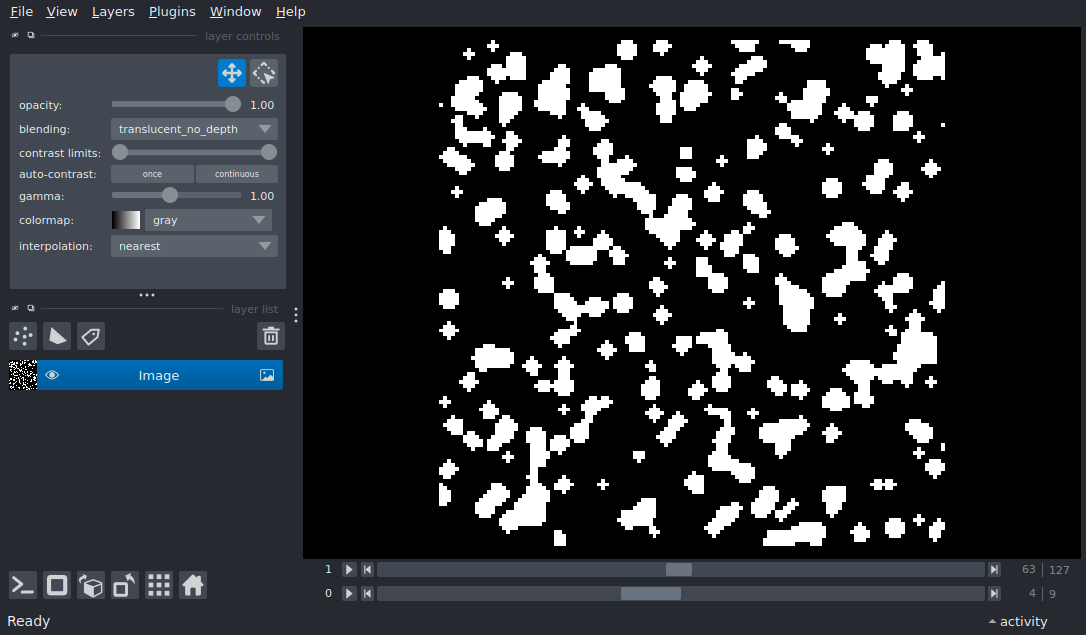 File View Layers Plugins Window Help
layer controls
opacity: 1.00
blending: translucent_no_depth
contrast limits:
auto-contrast: once continuous
gamma: 1.00
colormap: gray
interpolation: nearest
layer list
Image
1 63 127
0 4 9
Ready activity